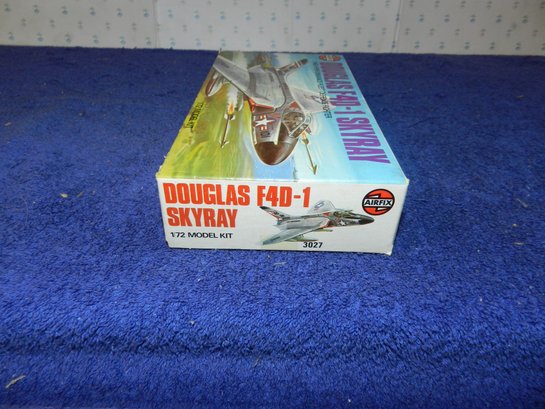 DOUGLAS F4D-1 SKYRAY
DOUGLAS F4D-1
SKYRAY
1/72 MODEL KIT
3027
AIRFIX